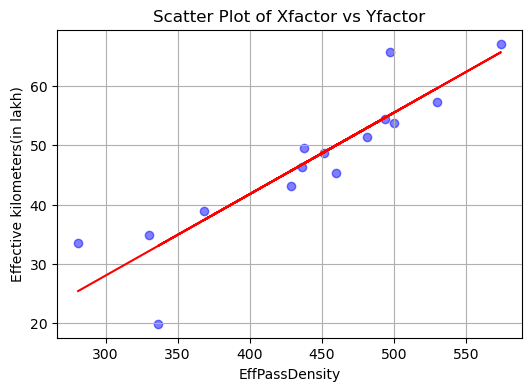 Scatter Plot of Xfactor vs Yfactor
Effective kilometers(in lakh)
60
50
40
30
20
300 350 400 450 500 550
EffPassDensity